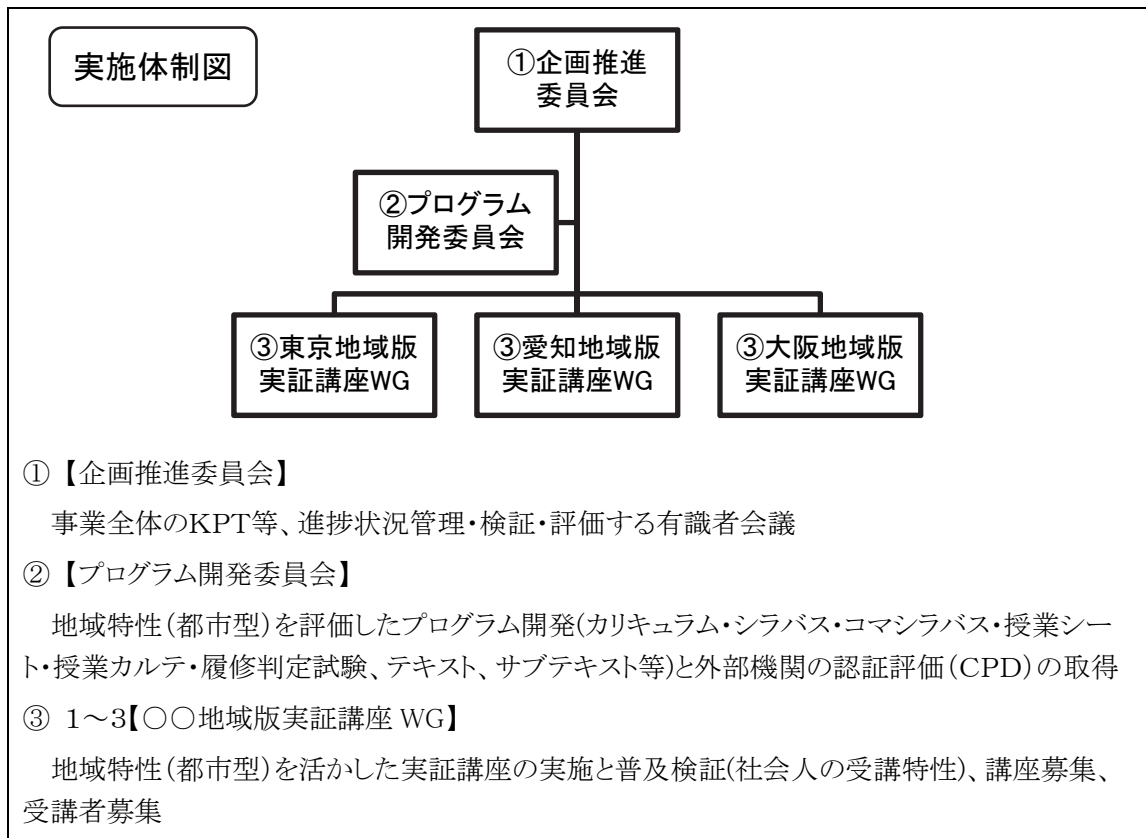 実施体制図
①企画推進
委員会
②プログラム
開発委員会
③東京地域版
実証講座WG
③愛知地域版
実証講座WG
③大阪地域版
実証講座WG
① 【企画推進委員会】
事業全体のKPT等、進捗状況管理・検証・評価する有識者会議
② 【プログラム開発委員会】
地域特性(都市型)を評価したプログラム開発(カリキュラム・シラバス・コマシラバス・授業シー
ト・授業カルテ・履修判定試験、テキスト、サブテキスト等)と外部機関の認証評価(CPD)の取得
③ 1～3【○○地域版実証講座 WG】
地域特性(都市型)を活かした実証講座の実施と普及検証(社会人の受講特性)、講座募集、
受講者募集